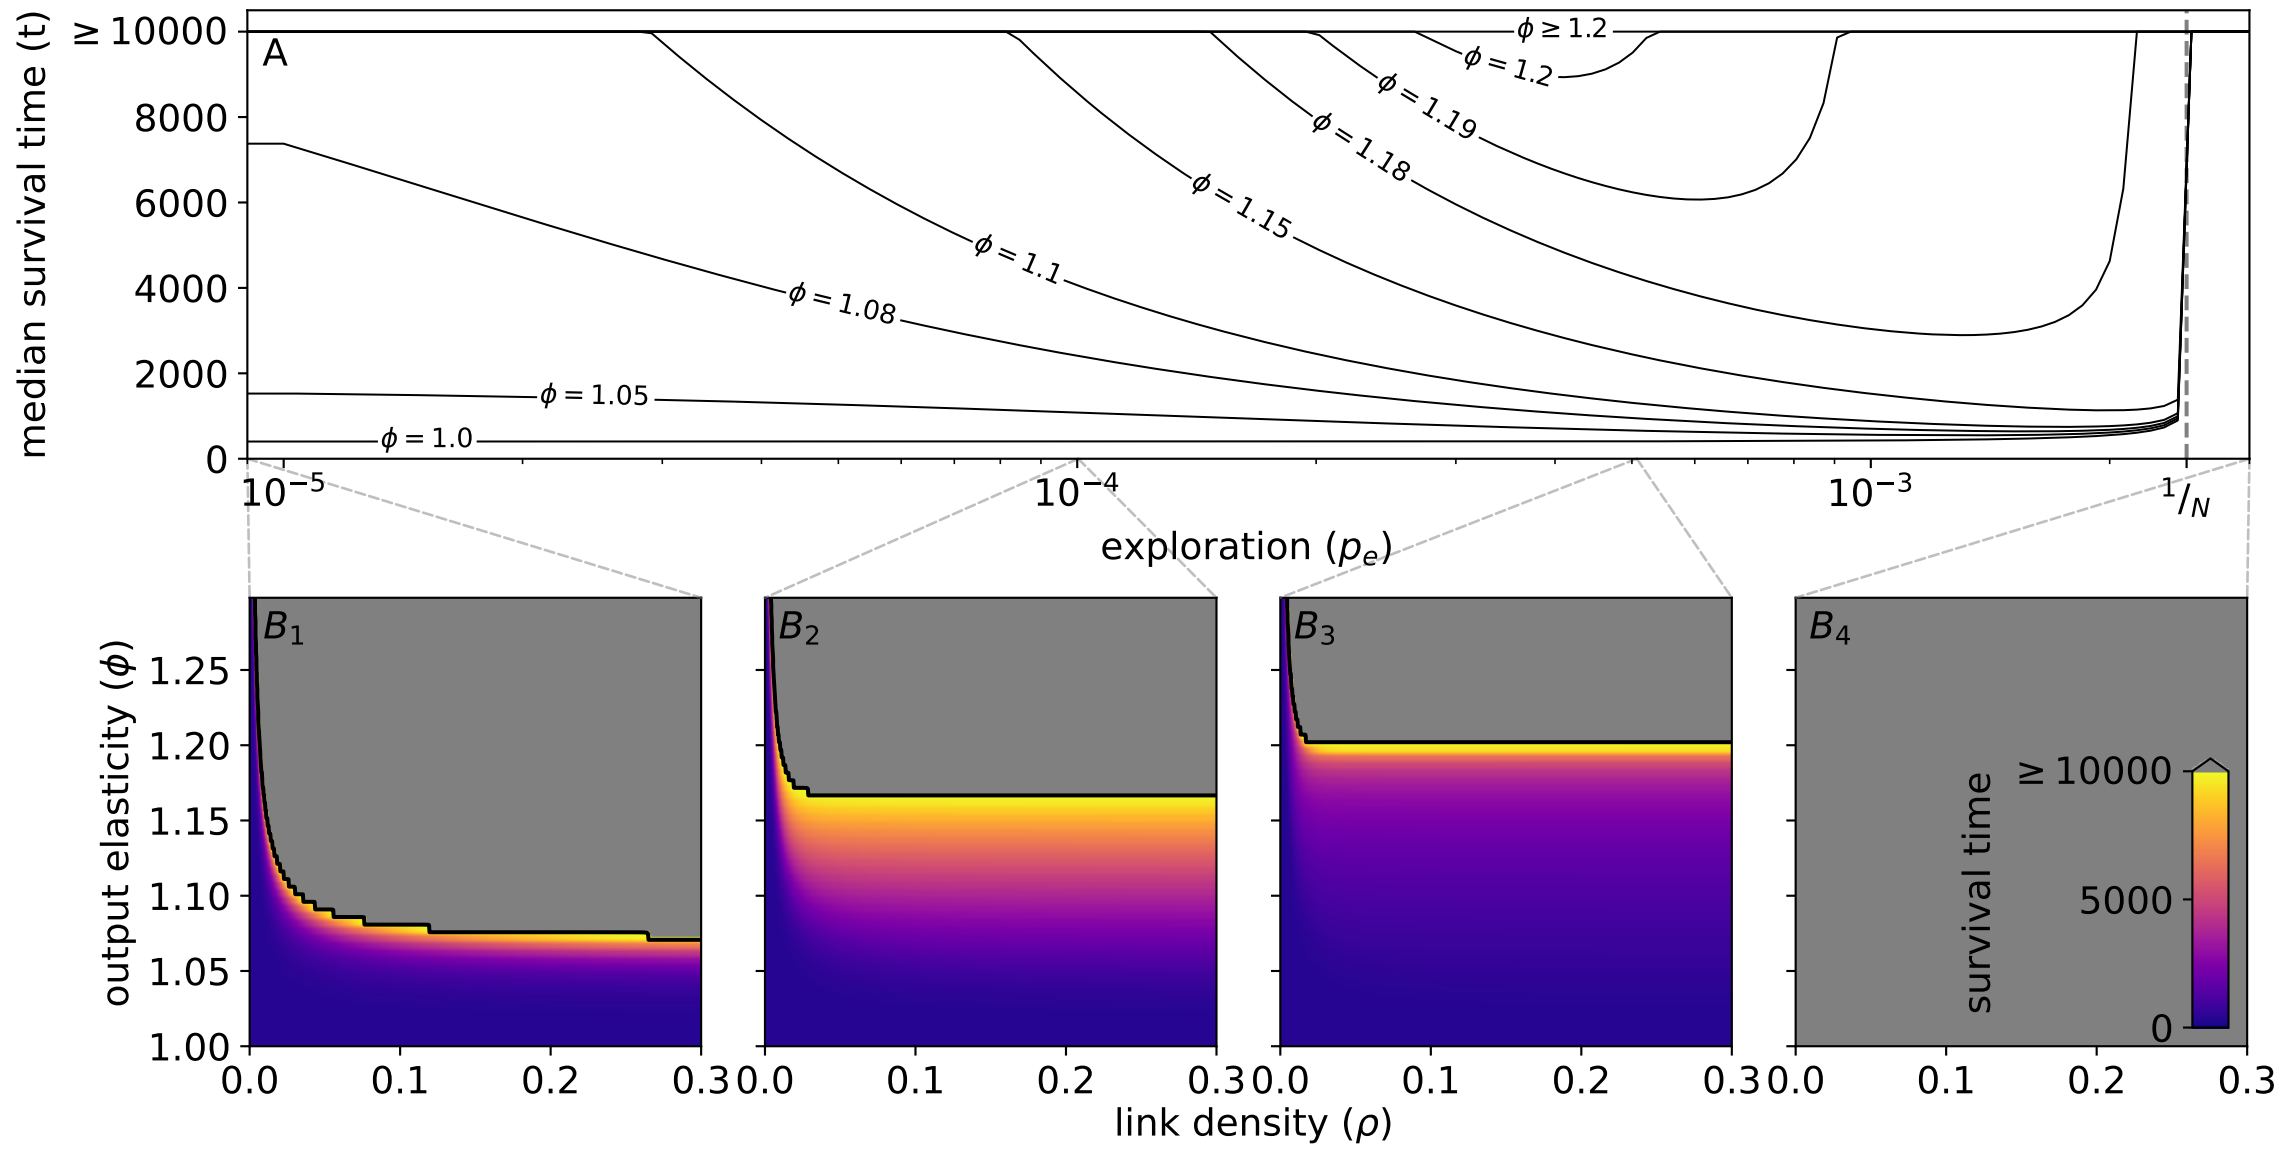 median survival time (t)
≥ 10000
8000
6000
4000
2000
0
A
ϕ ≥ 1.2
ϕ = 1.2
ϕ = 1.19
ϕ = 1.18
ϕ = 1.15
ϕ = 1.1
ϕ = 1.08
ϕ = 1.05
ϕ = 1.0
10⁻⁵
10⁻⁴
10⁻³
¹/N
exploration (pₑ)
output elasticity (ϕ)
1.25
1.20
1.15
1.10
1.05
1.00
B₁
B₂
B₃
B₄
survival time
≥ 10000
5000
0
0.0 0.1 0.2 0.3
0.0 0.1 0.2 0.3
0.0 0.1 0.2 0.3
0.0 0.1 0.2 0.3
link density (ρ)